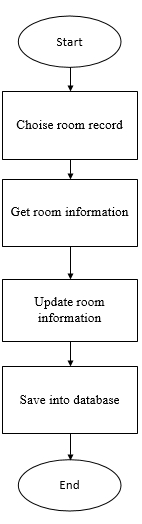 Start
Choise room record
Get room information
Update room
information
Save into database
End